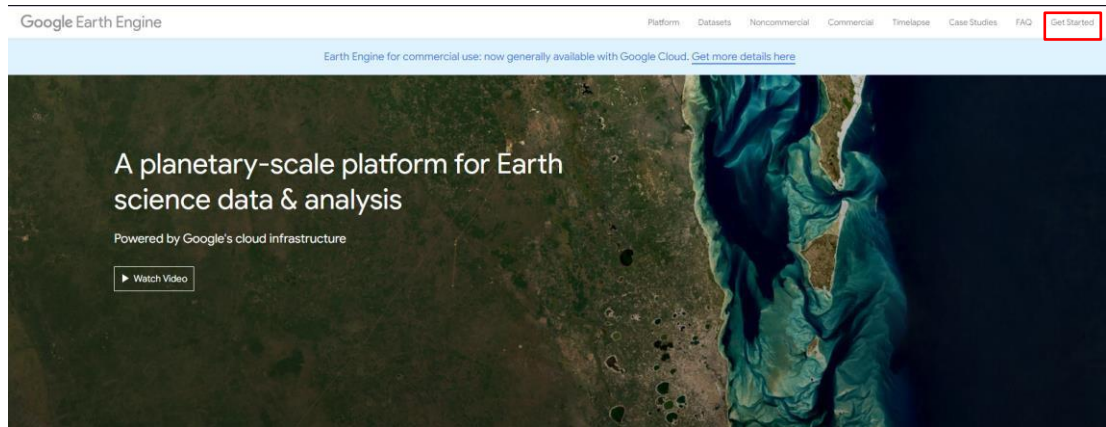 Google Earth Engine
Platform Datasets Noncommercial Commercial Timelapse Case Studies FAQ Get Started
Earth Engine for commercial use: now generally available with Google Cloud. Get more details here
A planetary-scale platform for Earth
science data & analysis
Powered by Google's cloud infrastructure
Watch Video